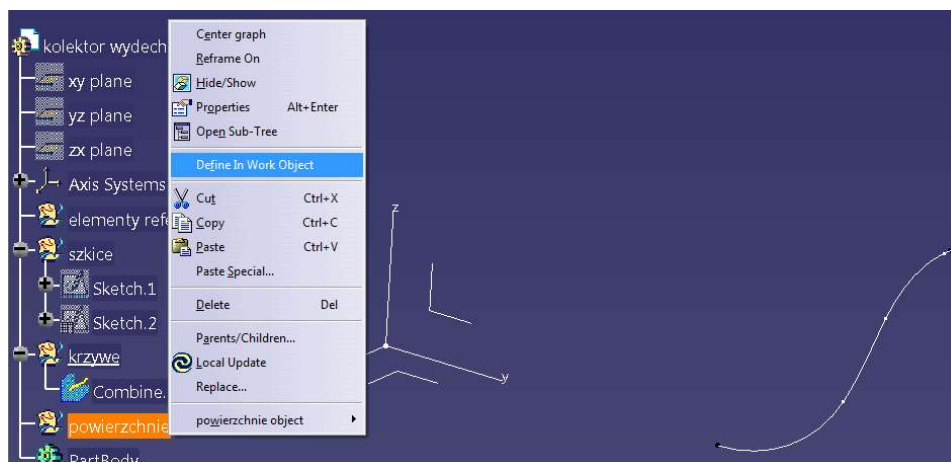 kolektor wydech
xy plane
yz plane
zx plane
Axis Systems
elementy refe
szkice
Sketch.1
Sketch.2
krzywe
Combine.
powierzchnie
PartBody
Center graph
Reframe On
Hide/Show
Properties Alt+Enter
Open Sub-Tree
Define In Work Object
Cut Ctrl+X
Copy Ctrl+C
Paste Ctrl+V
Paste Special...
Delete Del
Parents/Children...
Local Update
Replace...
powierzchnie object
z
y